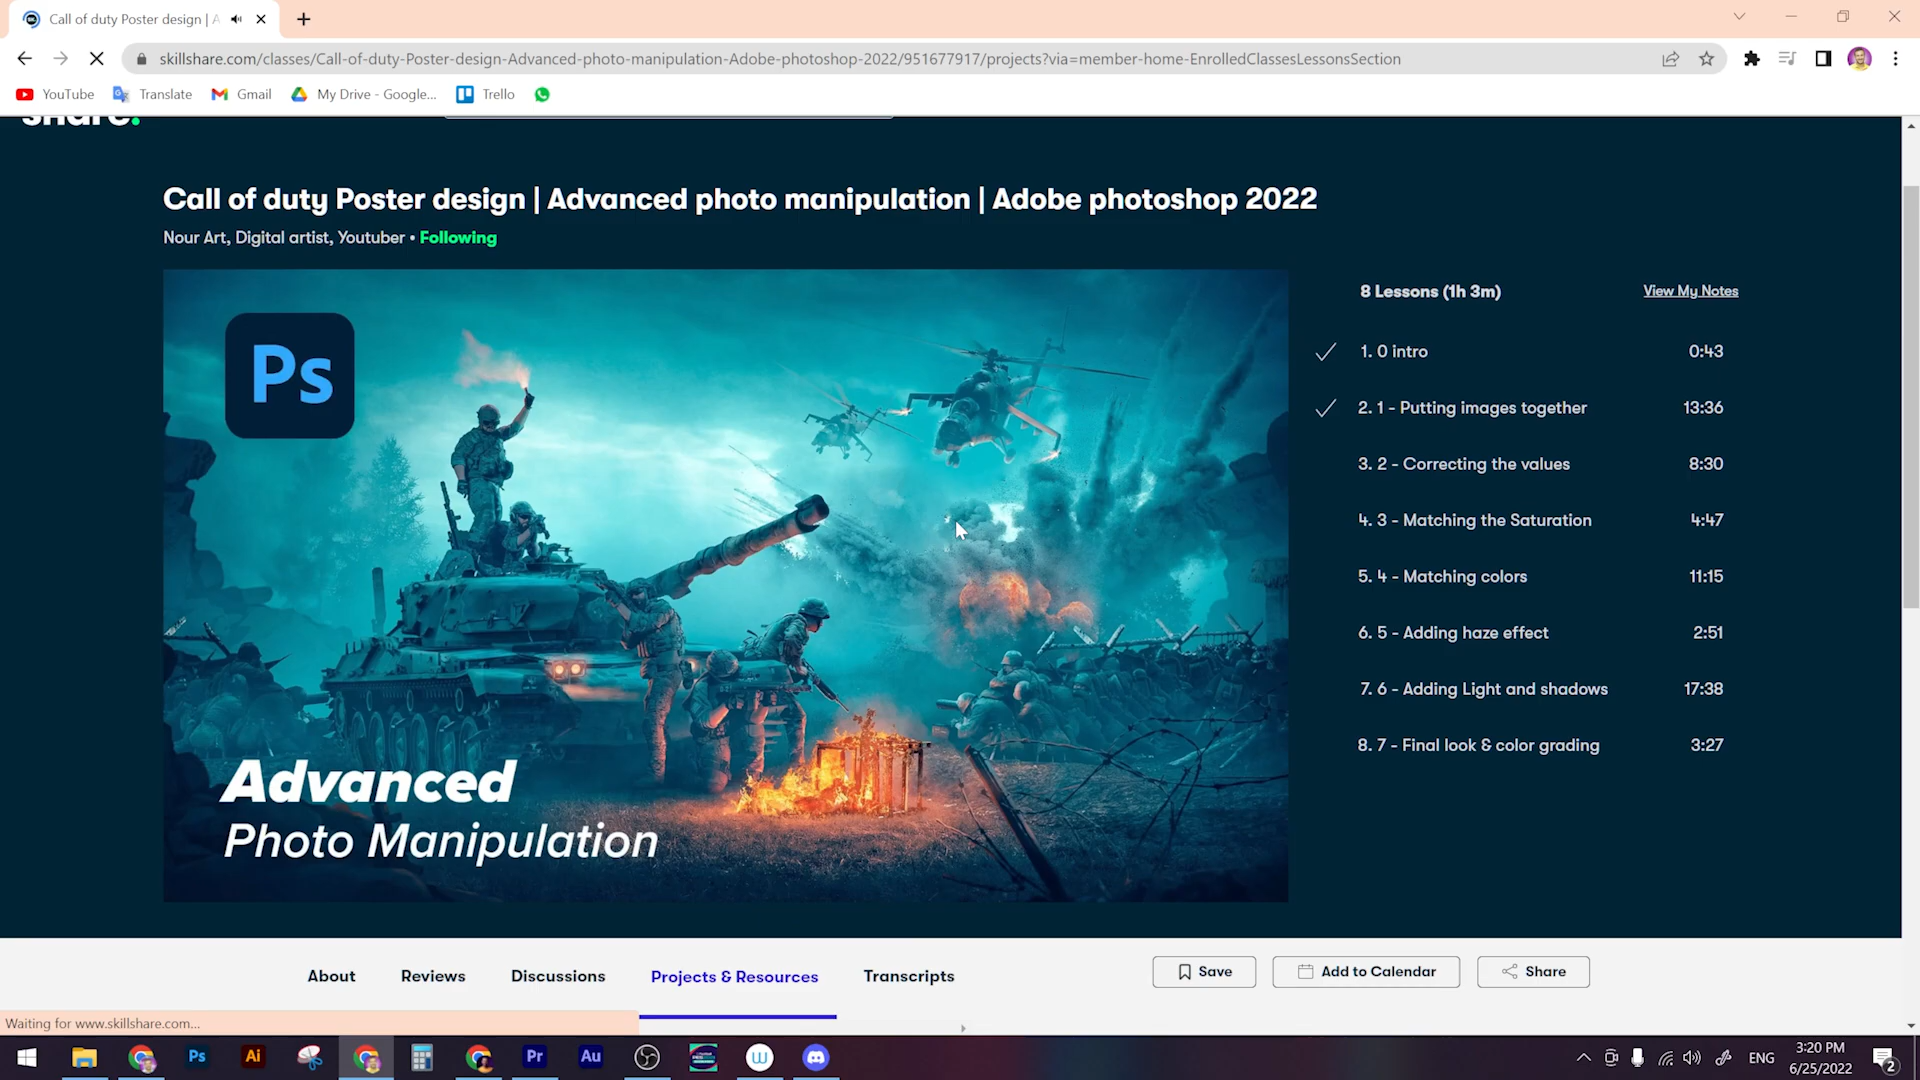 Call of duty Poster design | A
skillshare.com/classes/Call-of-duty-Poster-design-Advanced-photo-manipulation-Adobe-photoshop-2022/951677917/projects?via=member-home-EnrolledClassesLessonsSection
YouTube Translate Gmail My Drive - Google... Trello
share.
Call of duty Poster design | Advanced photo manipulation | Adobe photoshop 2022
Nour Art, Digital artist, Youtuber • Following
Ps
Advanced
Photo Manipulation
8 Lessons (1h 3m) View My Notes
1. 0 intro 0:43
2. 1 - Putting images together 13:36
3. 2 - Correcting the values 8:30
4. 3 - Matching the Saturation 4:47
5. 4 - Matching colors 11:15
6. 5 - Adding haze effect 2:51
7. 6 - Adding Light and shadows 17:38
8. 7 - Final look & color grading 3:27
About Reviews Discussions Projects & Resources Transcripts Save Add to Calendar Share
Waiting for www.skillshare.com...
Ps Ai Pr Au W ENG 3:20 PM
6/25/2022 2